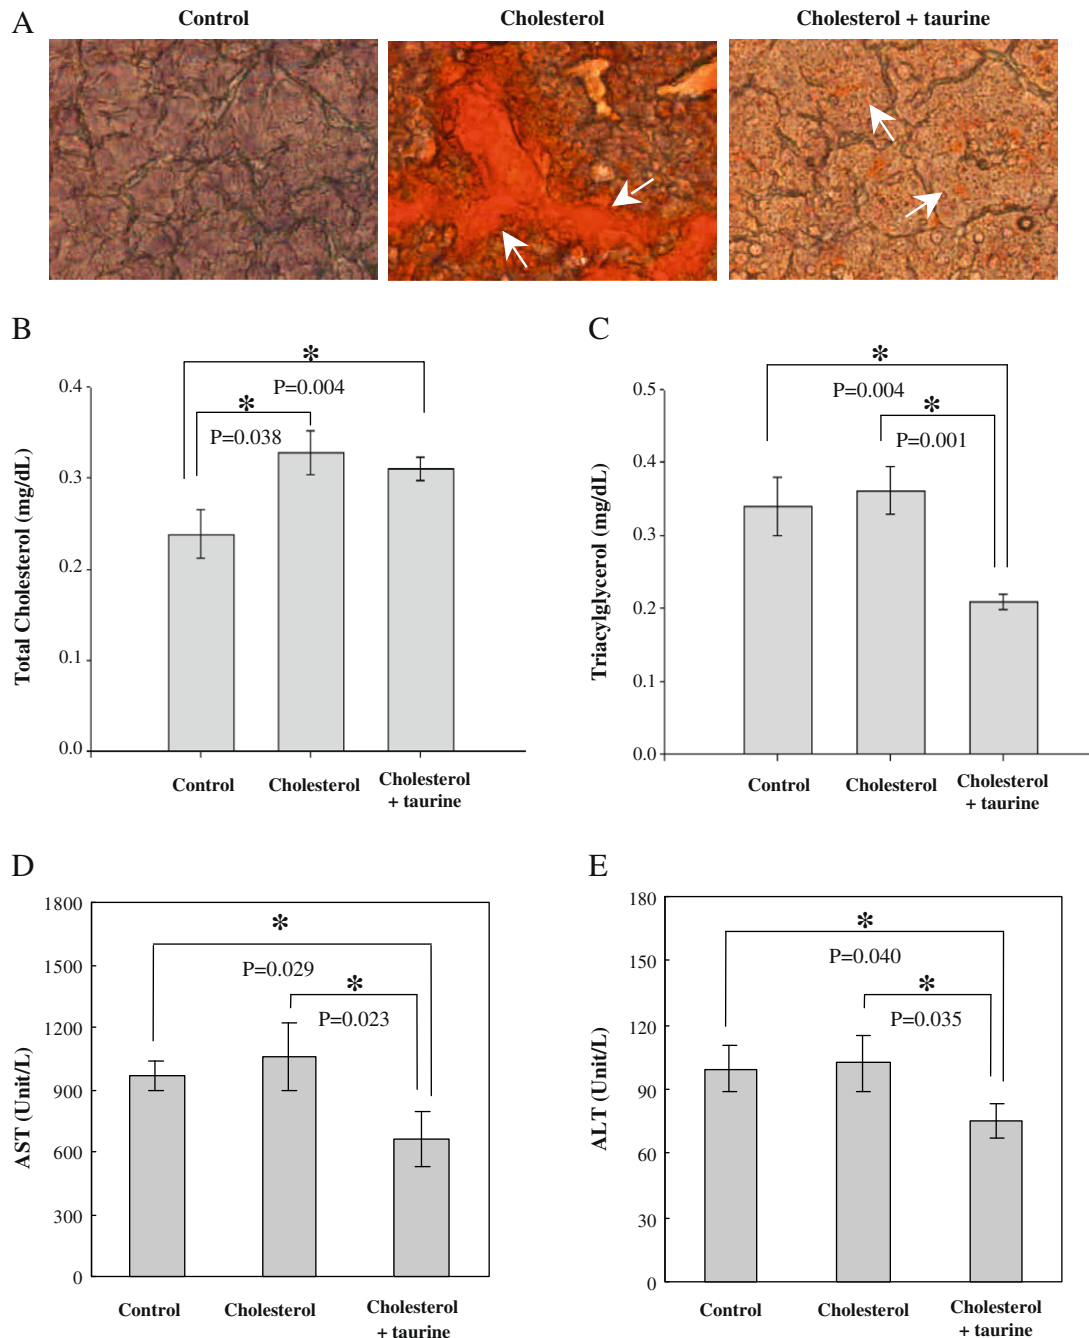 A
Control
Cholesterol
Cholesterol + taurine
B
*
P=0.004
*
P=0.038
0.4
0.3
0.2
0.1
0.0
Total Cholesterol (mg/dL)
Control
Cholesterol
Cholesterol
+ taurine
C
*
P=0.004
*
P=0.001
0.5
0.4
0.3
0.2
0.1
0.0
Triacylglycerol (mg/dL)
Control
Cholesterol
Cholesterol
+ taurine
D
1800
1500
1200
900
600
300
0
AST (Unit/L)
*
P=0.029
*
P=0.023
Control
Cholesterol
Cholesterol
+ taurine
E
180
150
120
90
60
30
0
ALT (Unit/L)
*
P=0.040
*
P=0.035
Control
Cholesterol
Cholesterol
+ taurine